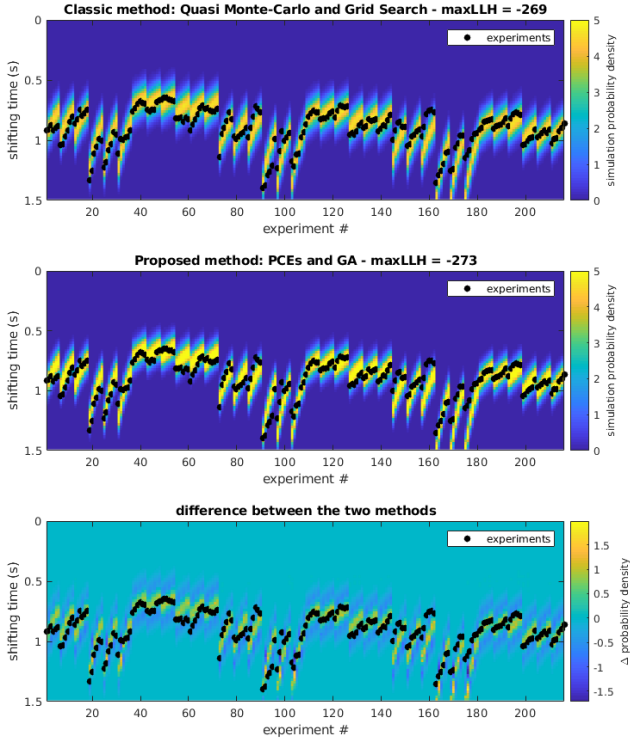 Classic method: Quasi Monte-Carlo and Grid Search - maxLLH = -269
experiments
0
0.5
1
1.5
shifting time (s)
20 40 60 80 100 120 140 160 180 200
experiment #
5
4
3
2
1
0
simulation probability density
Proposed method: PCEs and GA - maxLLH = -273
experiments
0
0.5
1
1.5
shifting time (s)
20 40 60 80 100 120 140 160 180 200
experiment #
5
4
3
2
1
0
simulation probability density
difference between the two methods
experiments
0
0.5
1
1.5
shifting time (s)
20 40 60 80 100 120 140 160 180 200
experiment #
1.5
1
0.5
0
-0.5
-1
-1.5
Δ probability density